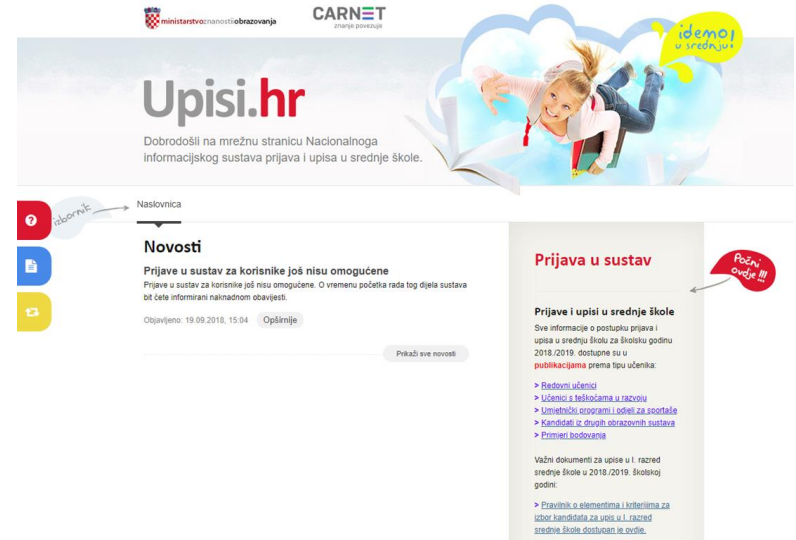 ministarstvoznanostiiobrazovanja
CARNET
znanje povezuje
idemo!
u srednju!
Upisi.hr
Dobrodošli na mrežnu stranicu Nacionalnoga
informacijskog sustava prijava i upisa u srednje škole.
izbornik
Naslovnica
Novosti
Prijave u sustav za korisnike još nisu omogućene
Prijave u sustav za korisnike još nisu omogućene. O vremenu početka rada tog dijela sustava
bit ćete informirani naknadnom obavijesti.
Objavljeno: 19.09.2018, 15:04 Opširnije
Prikaži sve novosti
Prijava u sustav
Počni
ovdje !!!
Prijave i upisi u srednje škole
Sve informacije o postupku prijava i
upisa u srednju školu za školsku godinu
2018./2019. dostupne su u
publikacijama prema tipu učenika:
> Redovni učenici
> Učenici s teškoćama u razvoju
> Umjetnički programi i odjeli za sportaše
> Kandidati iz drugih obrazovnih sustava
> Primjeri bodovanja
Važni dokumenti za upise u I. razred
srednje škole u 2018./2019. školskoj
godini:
> Pravilnik o elementima i kriterijima za
izbor kandidata za upis u I. razred
srednje škole dostupan je ovdje.